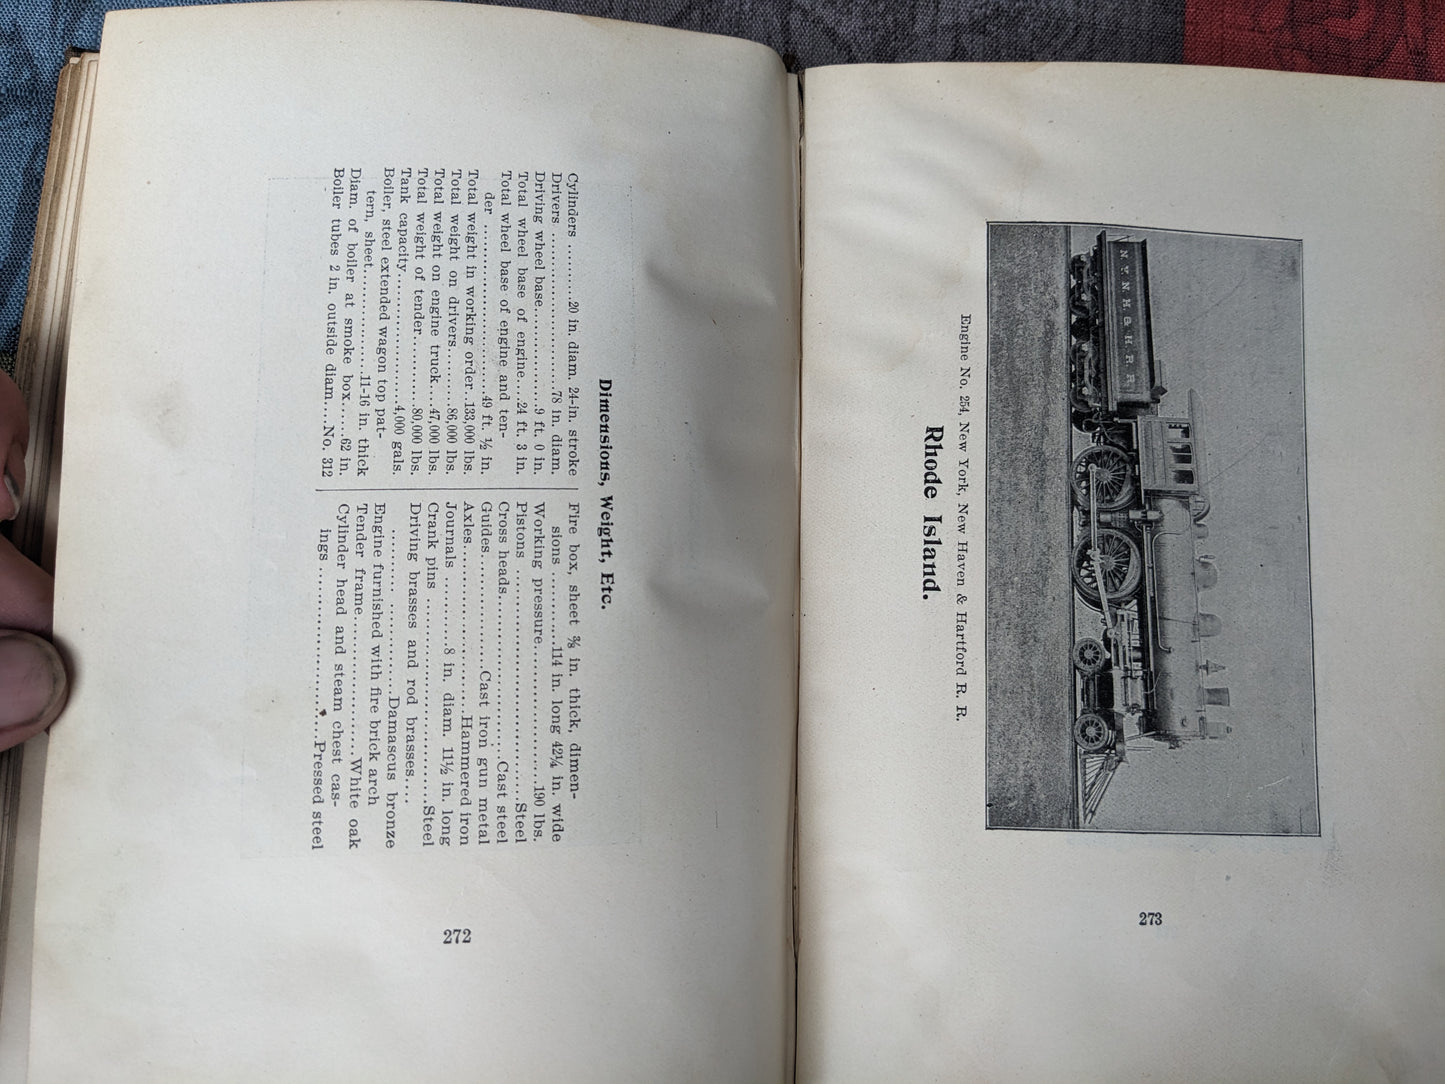 Dimensions, Weight, Etc.
Cylinders ..........20 in. diam. 24-in. stroke
Drivers ........................78 in. diam.
Driving wheel base..............9 ft. 0 in.
Total wheel base of engine....24 ft. 3 in.
Total wheel base of engine and ten-
der ..........................49 ft. ½ in.
Total weight in working order..133,000 lbs.
Total weight on drivers.........86,000 lbs.
Total weight on engine truck....47,000 lbs.
Total weight of tender..........80,000 lbs.
Tank capacity....................4,000 gals.
Boiler, steel extended wagon top pat-
tern, sheet...............11-16 in. thick
Diam. of boiler at smoke box......62 in.
Boiler tubes 2 in. outside diam....No. 312
Fire box, sheet ⅜ in. thick, dimen-
sions ..........114 in. long 42¼ in. wide
Working pressure.................190 lbs.
Pistons ...........................Steel
Cross heads....................Cast steel
Guides.................Cast iron gun metal
Axles.....................Hammered iron
Journals ..........8 in. diam. 11½ in. long
Crank pins ........................Steel
Driving brasses and rod brasses....
.......... ..............Damascus bronze
Engine furnished with fire brick arch
Tender frame....................White oak
Cylinder head and steam chest cas-
ings .....................Pressed steel
272
N. Y. N. H. & H. R. R.
Engine No. 254, New York, New Haven & Hartford R. R.
Rhode Island.
273